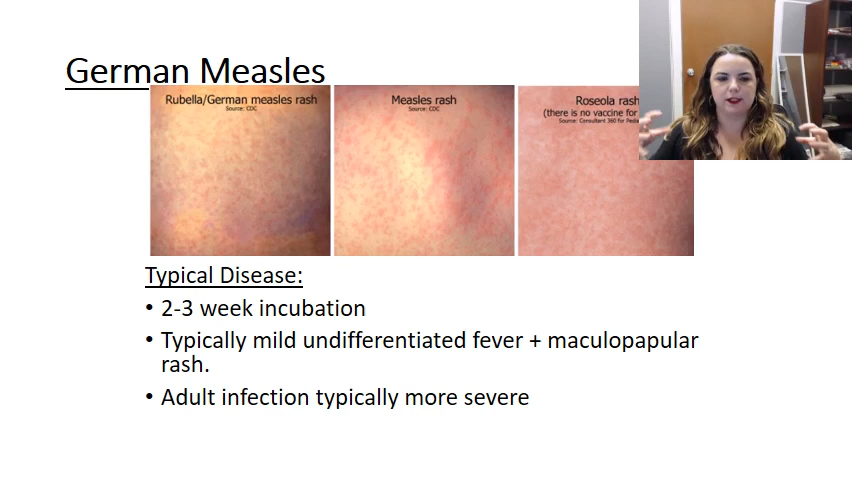 German Measles
Rubella/German measles rash
Source: CDC
Measles rash
Source: CDC
Roseola rash
(there is no vaccine for
Source: Consultant 360 for
Typical Disease:
• 2-3 week incubation
• Typically mild undifferentiated fever + maculopapular
rash.
• Adult infection typically more severe